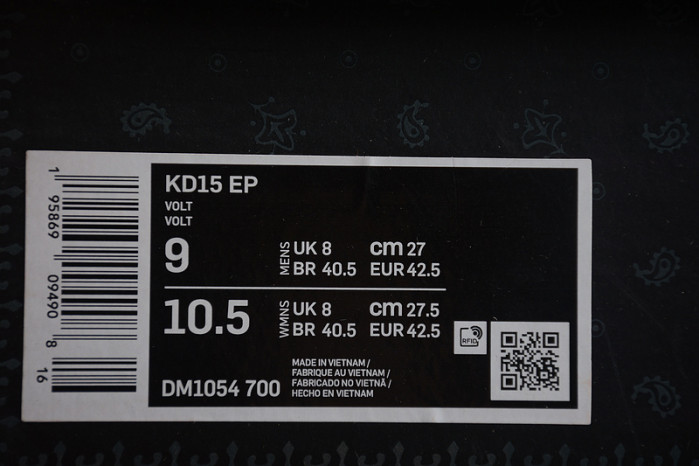 KD15 EP
VOLT
VOLT
9
MENS
UK 8 cm 27
BR 40.5 EUR 42.5
10.5
WMNS
UK 8 cm 27.5
BR 40.5 EUR 42.5
RFID
DM1054 700
MADE IN VIETNAM /
FABRIQUE AU VIETNAM /
FABRICADO NO VIETNÃ /
HECHO EN VIETNAM
1 95869 09490 8
16